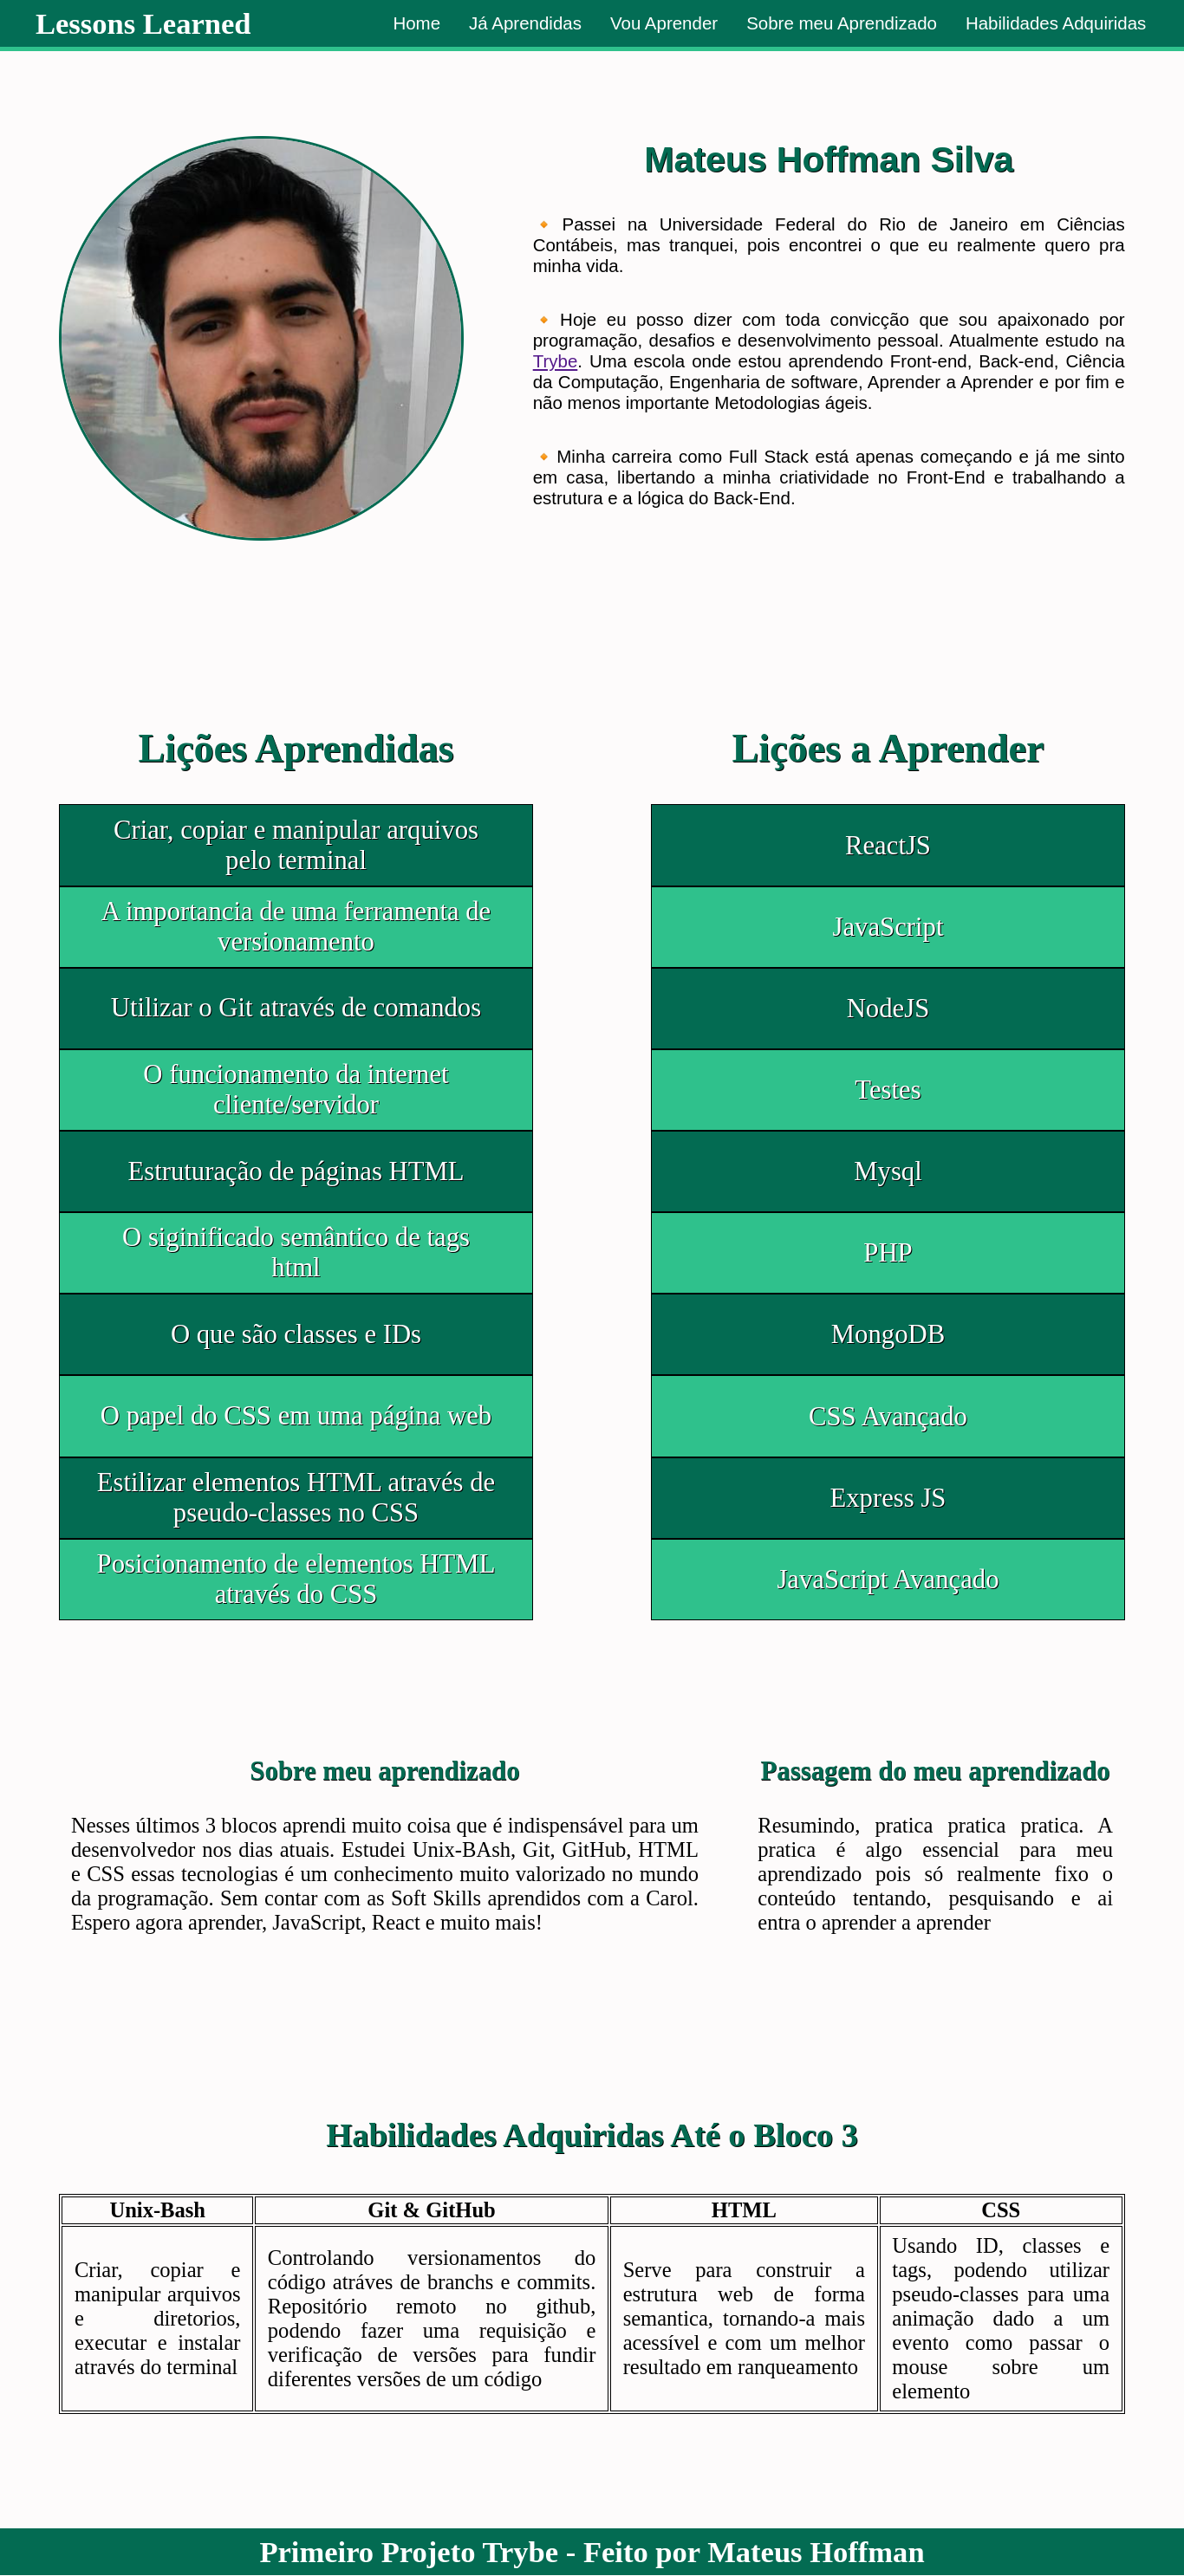 Lessons Learned
Home Já Aprendidas Vou Aprender Sobre meu Aprendizado Habilidades Adquiridas
Mateus Hoffman Silva
🔸 Passei na Universidade Federal do Rio de Janeiro em Ciências
Contábeis, mas tranquei, pois encontrei o que eu realmente quero pra
minha vida.
🔸 Hoje eu posso dizer com toda convicção que sou apaixonado por
programação, desafios e desenvolvimento pessoal. Atualmente estudo na
Trybe. Uma escola onde estou aprendendo Front-end, Back-end, Ciência
da Computação, Engenharia de software, Aprender a Aprender e por fim e
não menos importante Metodologias ágeis.
🔸 Minha carreira como Full Stack está apenas começando e já me sinto
em casa, libertando a minha criatividade no Front-End e trabalhando a
estrutura e a lógica do Back-End.
Lições Aprendidas
Criar, copiar e manipular arquivos
pelo terminal
A importancia de uma ferramenta de
versionamento
Utilizar o Git através de comandos
O funcionamento da internet
cliente/servidor
Estruturação de páginas HTML
O siginificado semântico de tags
html
O que são classes e IDs
O papel do CSS em uma página web
Estilizar elementos HTML através de
pseudo-classes no CSS
Posicionamento de elementos HTML
através do CSS
Lições a Aprender
ReactJS
JavaScript
NodeJS
Testes
Mysql
PHP
MongoDB
CSS Avançado
Express JS
JavaScript Avançado
Sobre meu aprendizado
Nesses últimos 3 blocos aprendi muito coisa que é indispensável para um
desenvolvedor nos dias atuais. Estudei Unix-BAsh, Git, GitHub, HTML
e CSS essas tecnologias é um conhecimento muito valorizado no mundo
da programação. Sem contar com as Soft Skills aprendidos com a Carol.
Espero agora aprender, JavaScript, React e muito mais!
Passagem do meu aprendizado
Resumindo, pratica pratica pratica. A
pratica é algo essencial para meu
aprendizado pois só realmente fixo o
conteúdo tentando, pesquisando e ai
entra o aprender a aprender
Habilidades Adquiridas Até o Bloco 3
Unix-Bash Git & GitHub HTML CSS
Criar, copiar e
manipular arquivos
e diretorios,
executar e instalar
através do terminal
Controlando versionamentos do
código atráves de branchs e commits.
Repositório remoto no github,
podendo fazer uma requisição e
verificação de versões para fundir
diferentes versões de um código
Serve para construir a
estrutura web de forma
semantica, tornando-a mais
acessível e com um melhor
resultado em ranqueamento
Usando ID, classes e
tags, podendo utilizar
pseudo-classes para uma
animação dado a um
evento como passar o
mouse sobre um
elemento
Primeiro Projeto Trybe - Feito por Mateus Hoffman